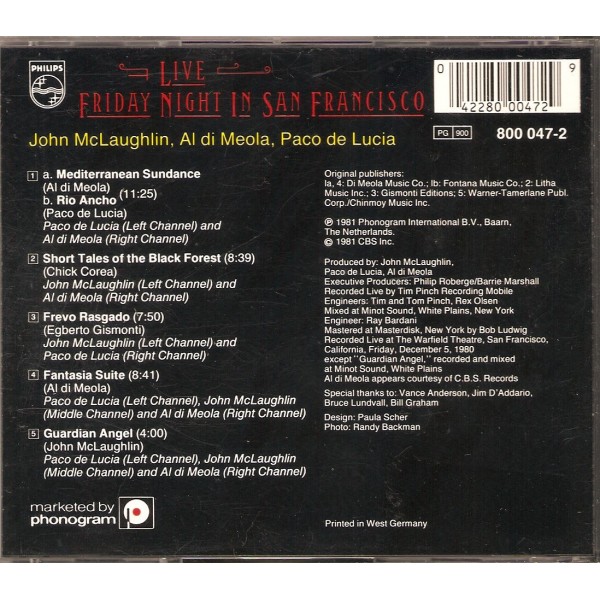 PHILIPS
LIVE
FRIDAY NIGHT IN SAN FRANCISCO
John McLaughlin, Al di Meola, Paco de Lucia
0 42280 00472 9
PG 900 800 047-2
1 a. Mediterranean Sundance
(Al di Meola)
b. Rio Ancho (11:25)
(Paco de Lucia)
Paco de Lucia (Left Channel) and
Al di Meola (Right Channel)
2 Short Tales of the Black Forest (8:39)
(Chick Corea)
John McLaughlin (Left Channel) and
Al di Meola (Right Channel)
3 Frevo Rasgado (7:50)
(Egberto Gismonti)
John McLaughlin (Left Channel) and
Paco de Lucia (Right Channel)
4 Fantasia Suite (8:41)
(Al di Meola)
Paco de Lucia (Left Channel), John McLaughlin
(Middle Channel) and Al di Meola (Right Channel)
5 Guardian Angel (4:00)
(John McLaughlin)
Paco de Lucia (Left Channel), John McLaughlin
(Middle Channel) and Al di Meola (Right Channel)
marketed by
phonogram
Original publishers:
Ia, 4: Di Meola Music Co.; Ib: Fontana Music Co.; 2: Litha
Music Inc.; 3: Gismonti Editions; 5: Warner-Tamerlane Publ.
Corp./Chinmoy Music Inc.
℗ 1981 Phonogram International B.V., Baarn,
The Netherlands.
© 1981 CBS Inc.
Produced by: John McLaughlin,
Paco de Lucia, Al di Meola
Executive Producers: Philip Roberge/Barrie Marshall
Recorded Live by Tim Pinch Recording Mobile
Engineers: Tim and Tom Pinch, Rex Olsen
Mixed at Minot Sound, White Plains, New York
Engineer: Ray Bardani
Mastered at Masterdisk, New York by Bob Ludwig
Recorded Live at The Warfield Theatre, San Francisco,
California, Friday, December 5, 1980
except "Guardian Angel," recorded and mixed
at Minot Sound, White Plains
Al di Meola appears courtesy of C.B.S. Records
Special thanks to: Vance Anderson, Jim D'Addario,
Bruce Lundvall, Bill Graham
Design: Paula Scher
Photo: Randy Backman
Printed in West Germany